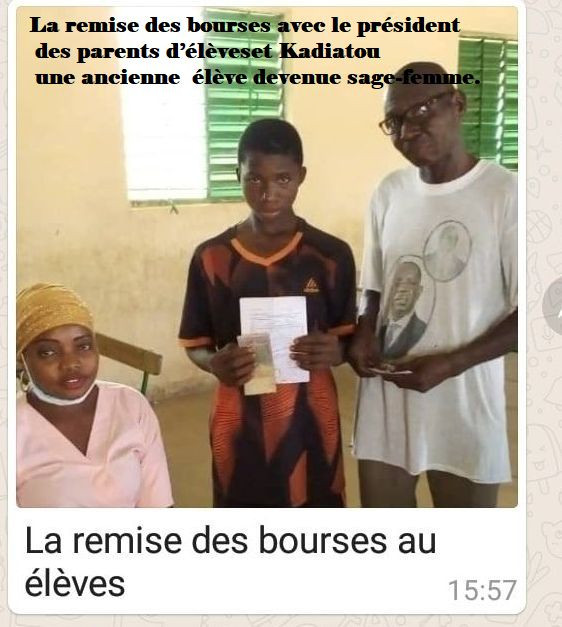 La remise des bourses avec le président
des parents d’élèveset Kadiatou
une ancienne élève devenue sage-femme.
La remise des bourses au
élèves
15:57